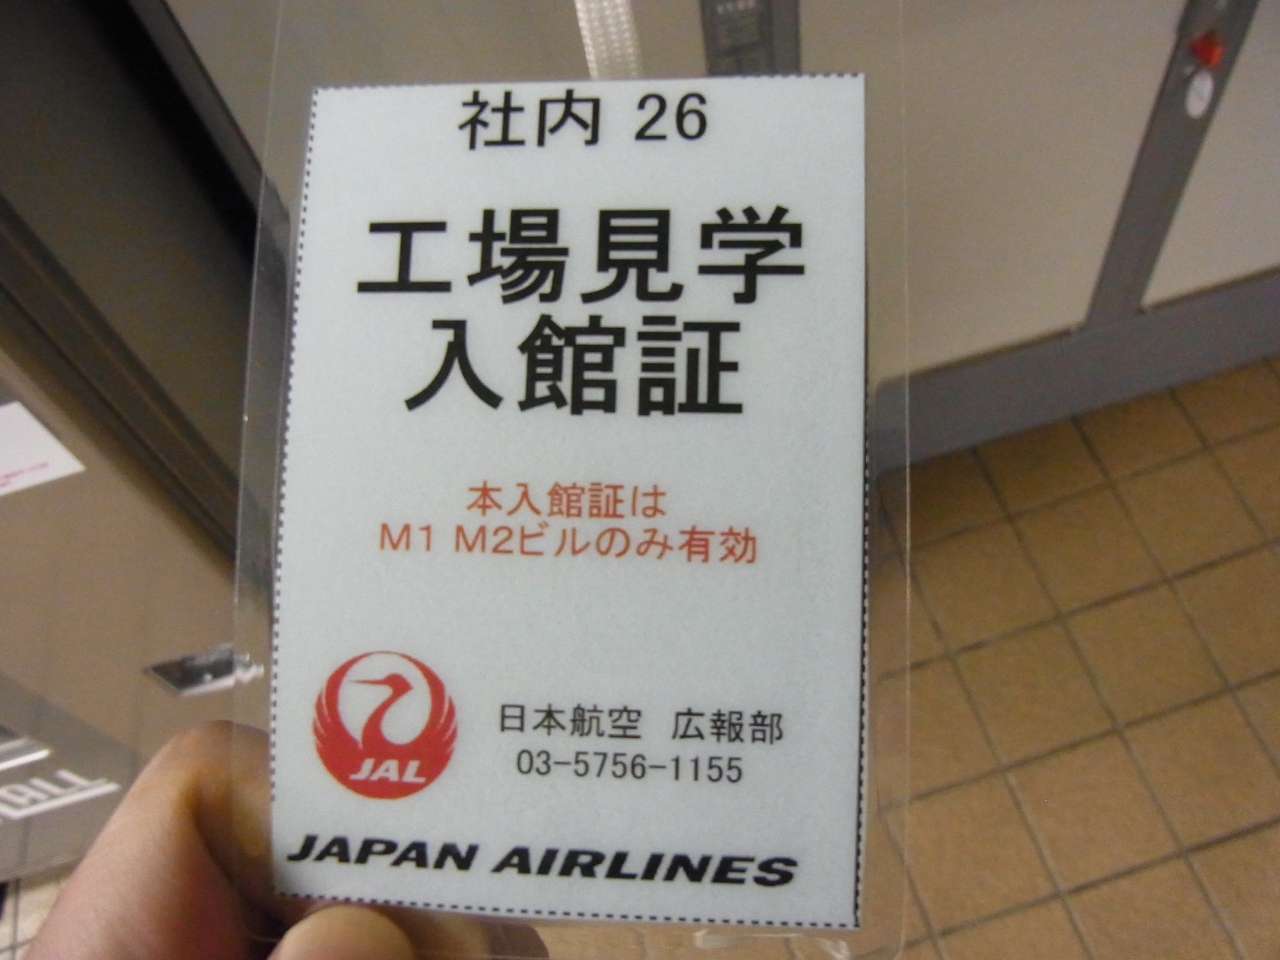 社内 26
工場見学
入館証
本入館証は
M1 M2ビルのみ有効
JAL
日本航空 広報部
03-5756-1155
JAPAN AIRLINES
ALL